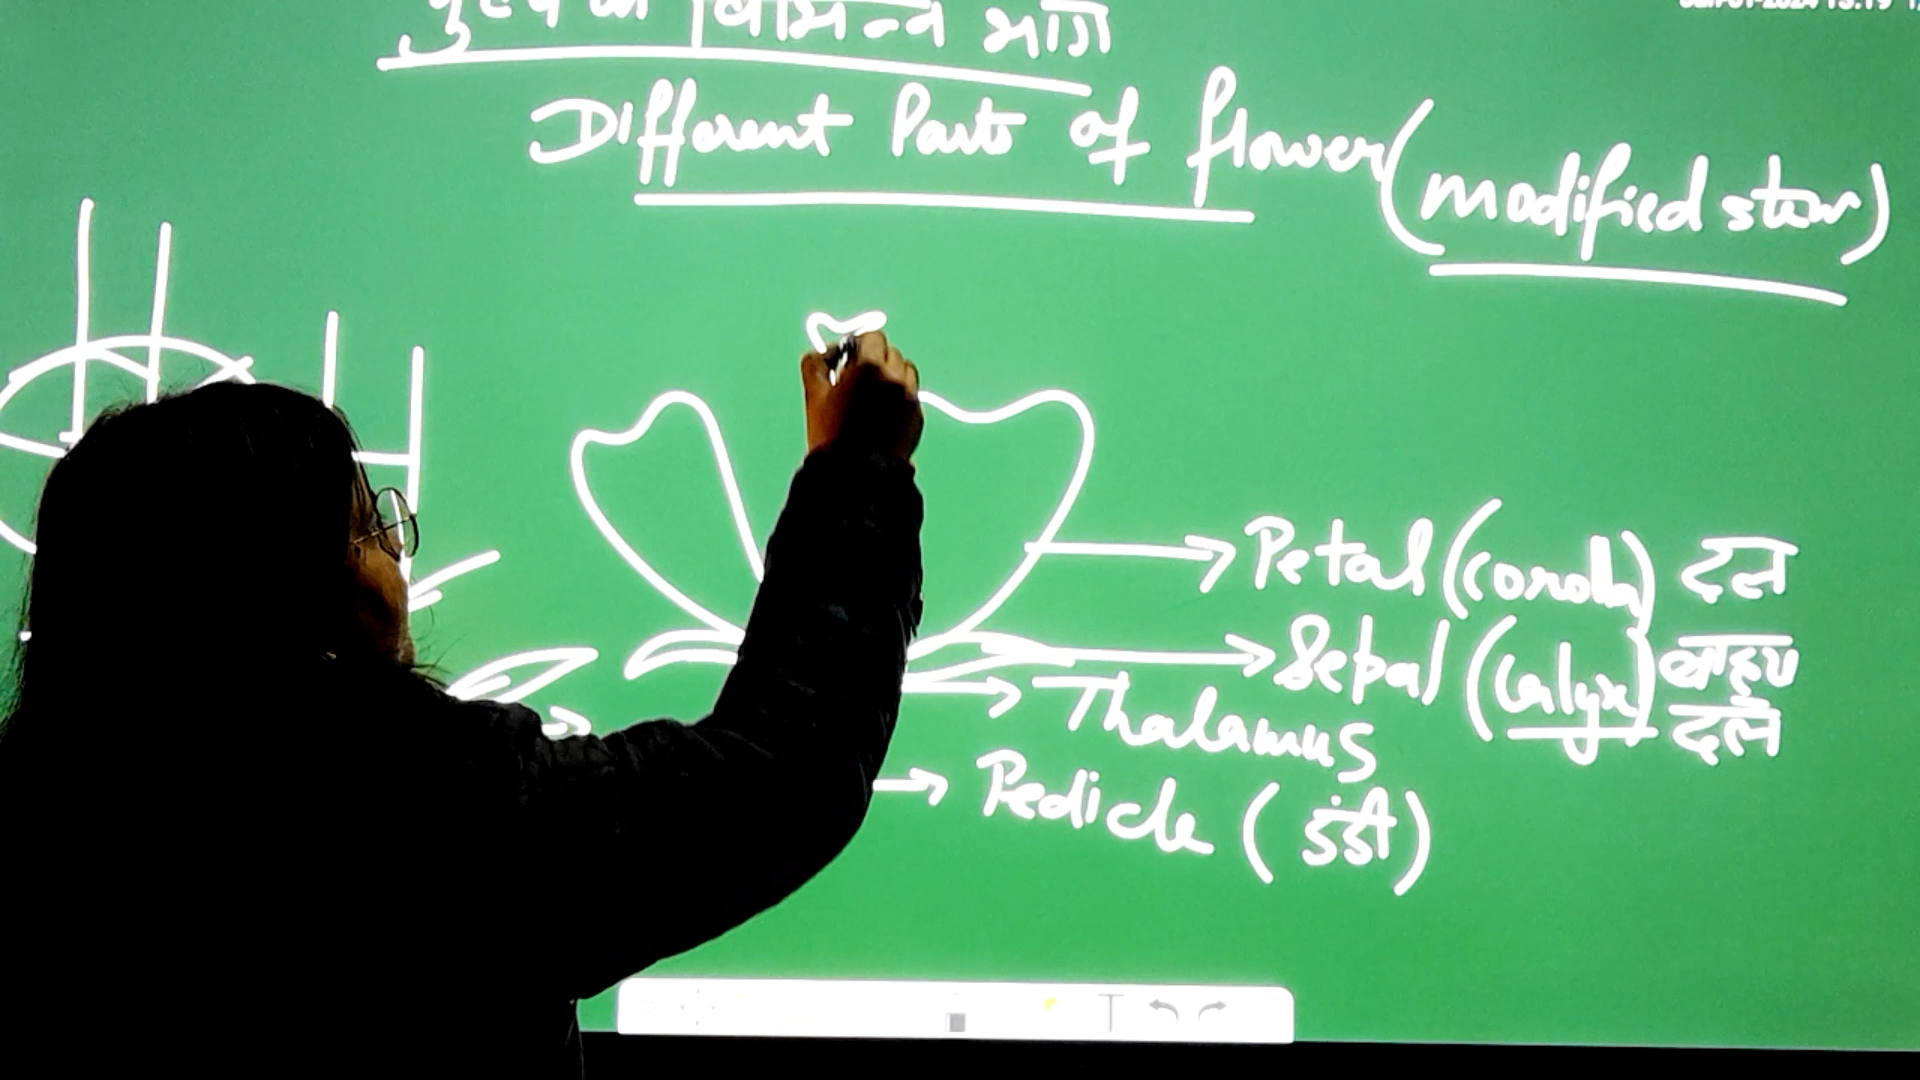 पुष्प के विभिन्न भाग
Different Parts of flower (modified stem)
→ Petal (corolla) दल
→ Sepal (Calyx) बाह्य दल
→ Thalamus
→ Pedicle (डंडी)
T